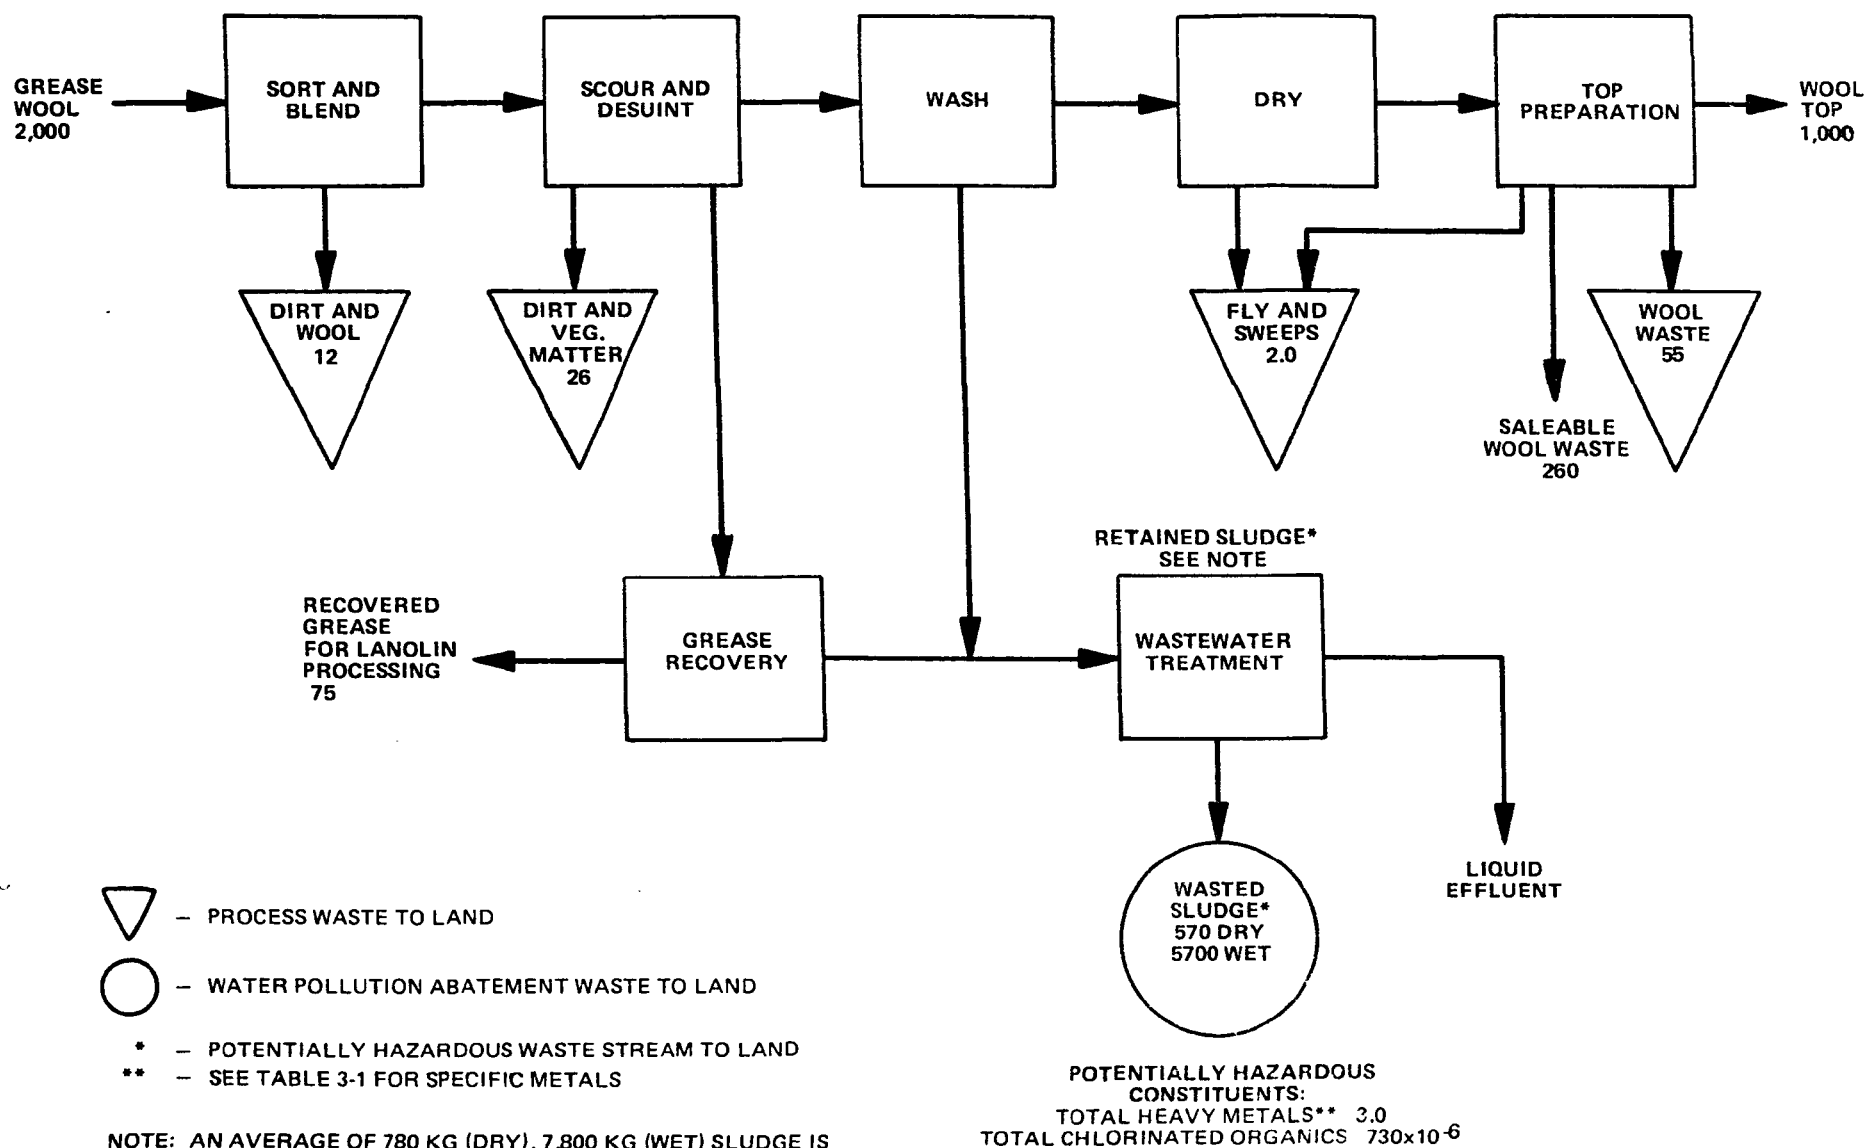 GREASE
WOOL
2,000
SORT AND
BLEND
SCOUR AND
DESUINT
WASH
DRY
TOP
PREPARATION
WOOL
TOP
1,000
DIRT AND
WOOL
12
DIRT AND
VEG.
MATTER
26
FLY AND
SWEEPS
2.0
SALEABLE
WOOL WASTE
260
WOOL
WASTE
55
RETAINED SLUDGE*
SEE NOTE
RECOVERED
GREASE
FOR LANOLIN
PROCESSING
75
GREASE
RECOVERY
WASTEWATER
TREATMENT
WASTED
SLUDGE*
570 DRY
5700 WET
LIQUID
EFFLUENT
– PROCESS WASTE TO LAND
– WATER POLLUTION ABATEMENT WASTE TO LAND
* – POTENTIALLY HAZARDOUS WASTE STREAM TO LAND
** – SEE TABLE 3-1 FOR SPECIFIC METALS
POTENTIALLY HAZARDOUS
CONSTITUENTS:
TOTAL HEAVY METALS** 3.0
TOTAL CHLORINATED ORGANICS 730x10-6
NOTE: AN AVERAGE OF 780 KG (DRY), 7,800 KG (WET) SLUDGE IS